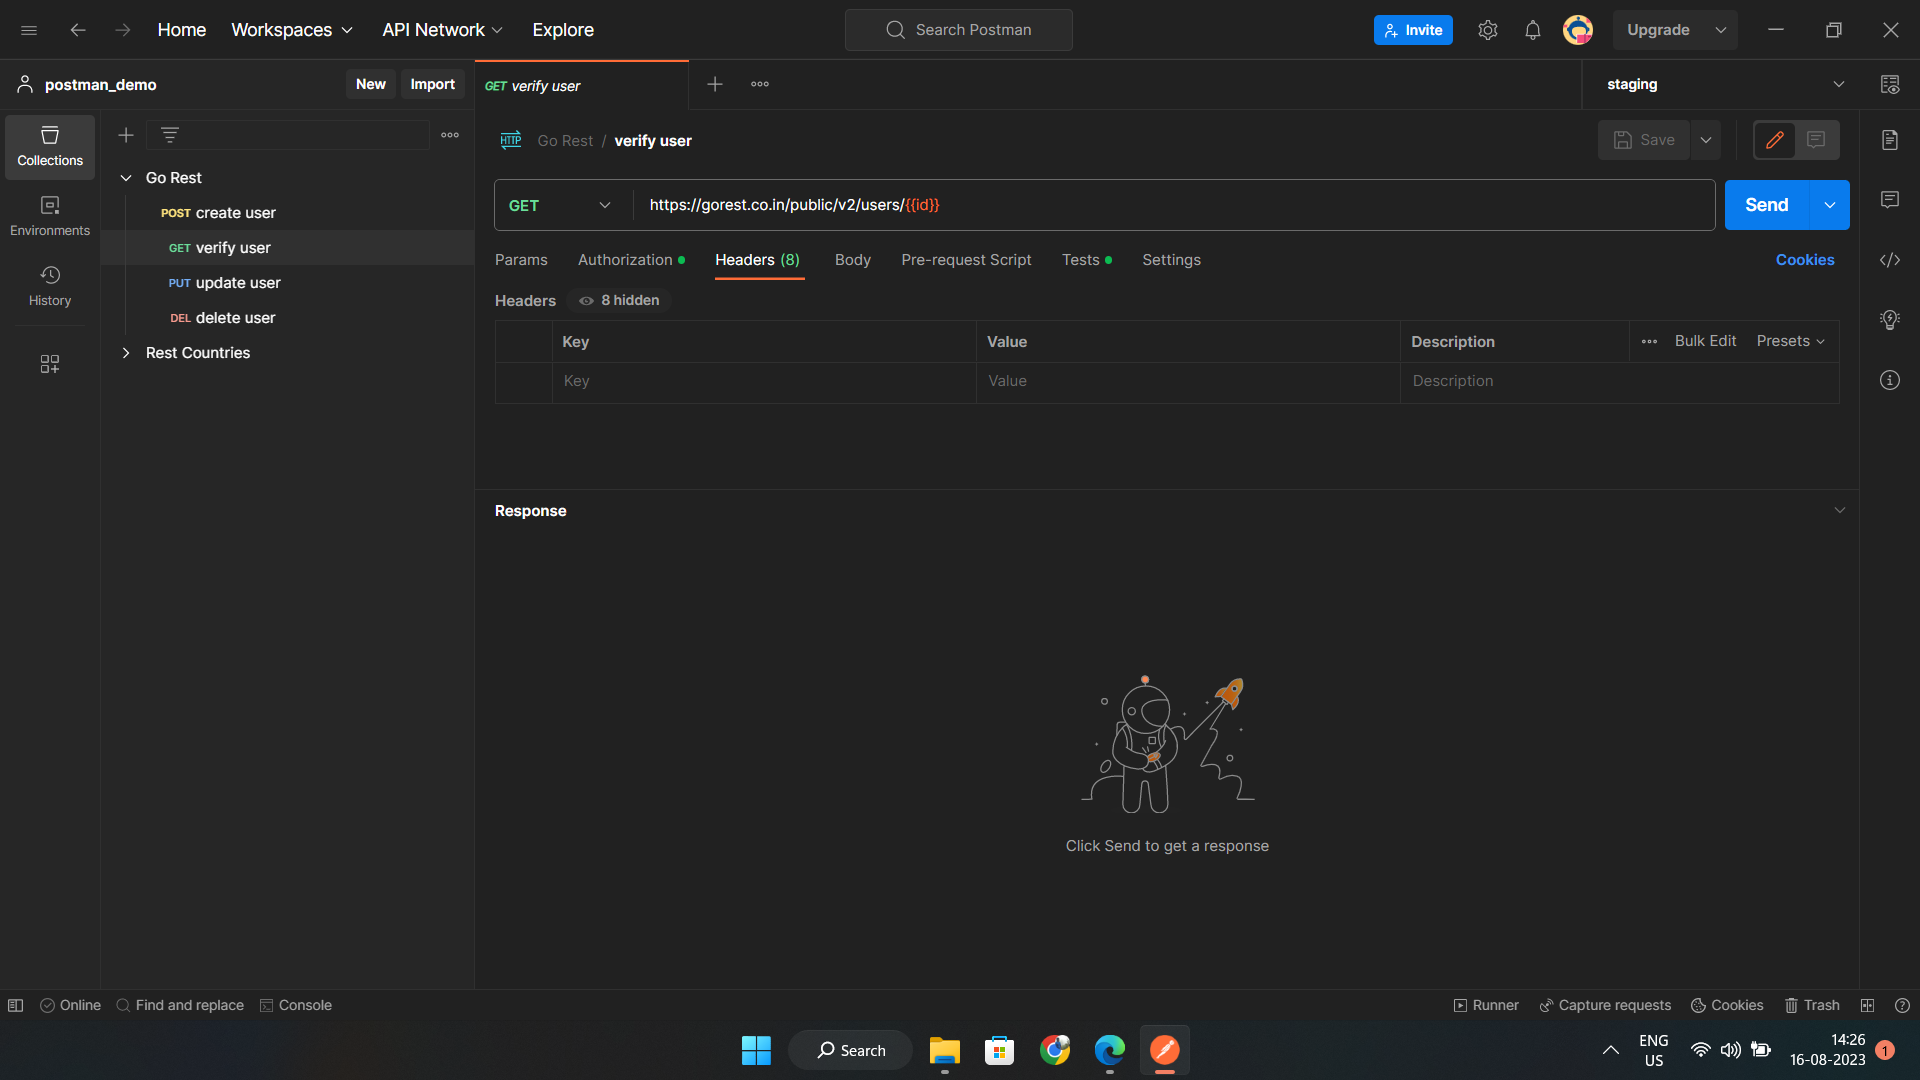 Home Workspaces API Network Explore Search Postman Invite Upgrade
postman_demo New Import GET verify user staging
Collections
Environments
History
Go Rest
POST create user
GET verify user
PUT update user
DEL delete user
Rest Countries
HTTP Go Rest / verify user Save
GET https://gorest.co.in/public/v2/users/{{id}} Send
Params Authorization Headers (8) Body Pre-request Script Tests Settings Cookies
Headers 8 hidden
Key Value Description Bulk Edit Presets
Key Value Description
Response
Click Send to get a response
Online Find and replace Console Runner Capture requests Cookies Trash
Search ENG 14:26
US 16-08-2023 1